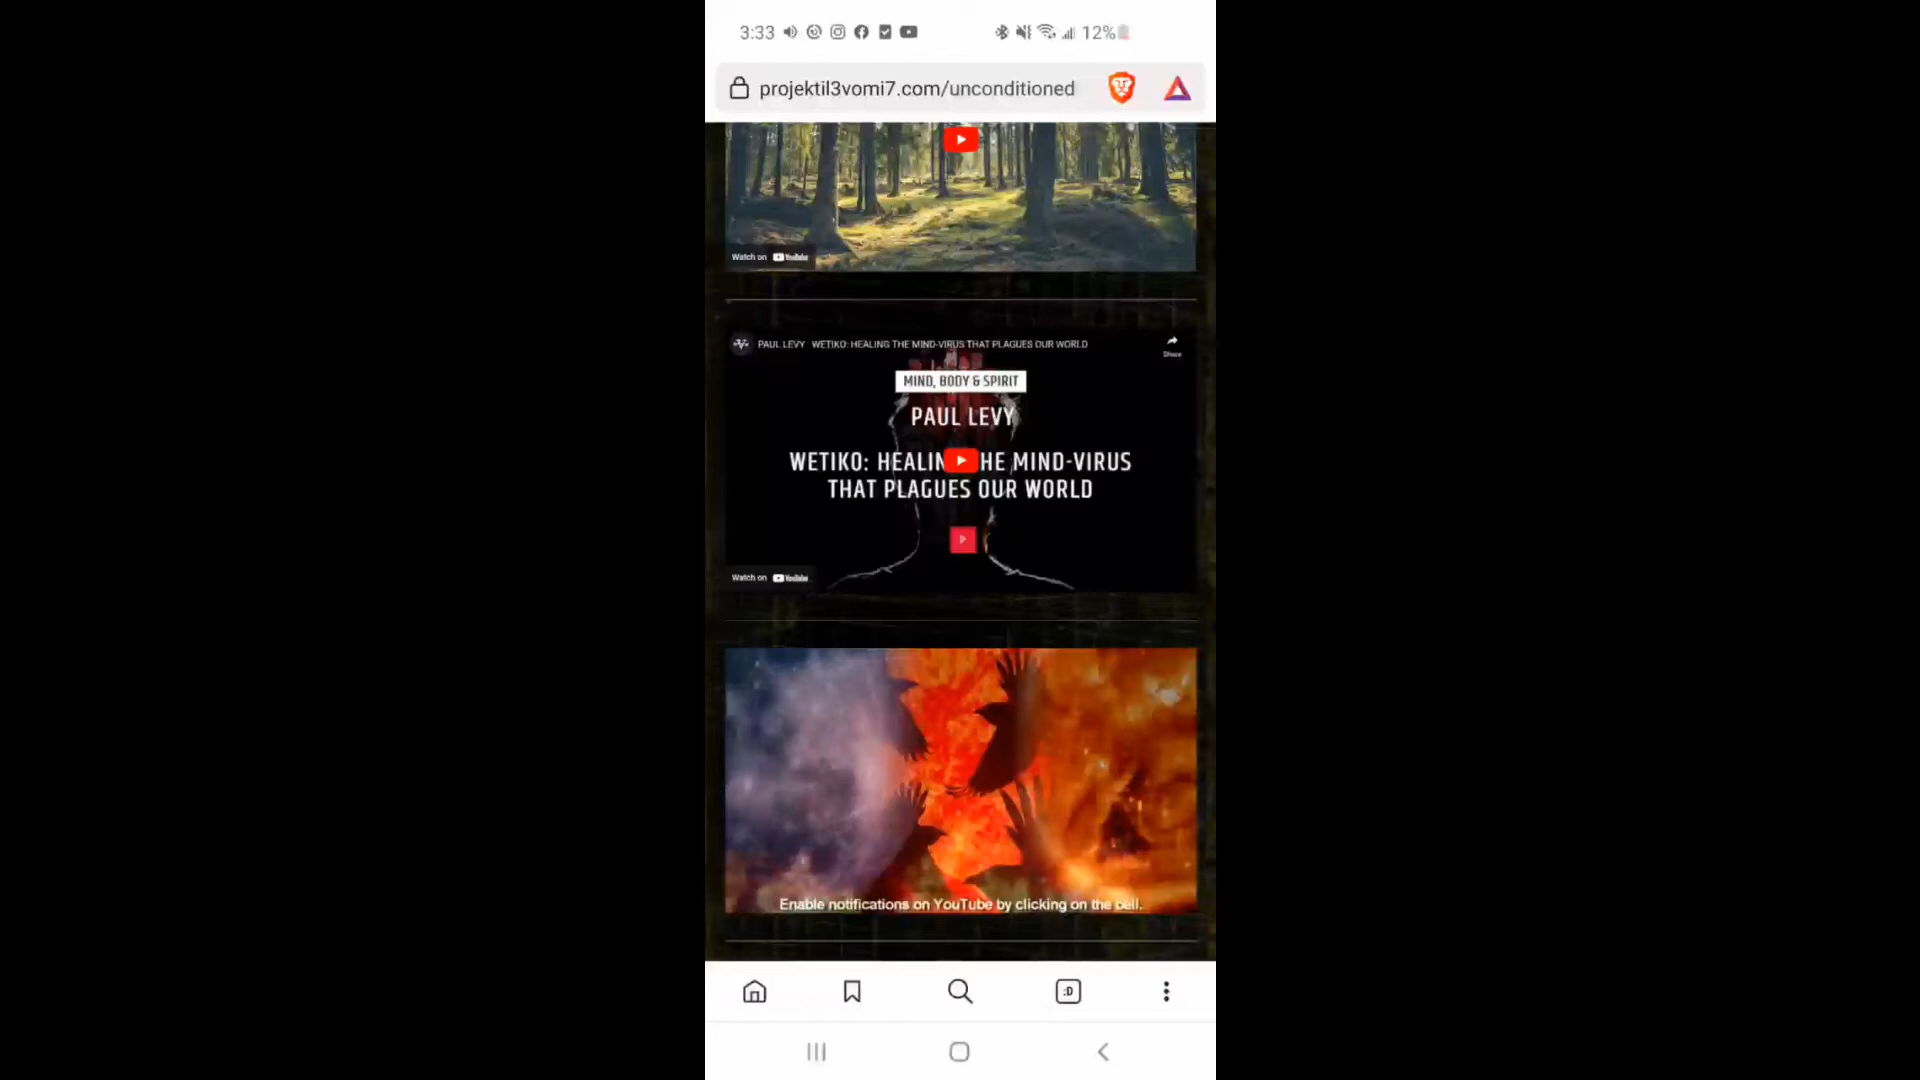 3:33
12%
projektil3vomi7.com/unconditioned
Watch on YouTube
PAUL LEVY WETIKO: HEALING THE MIND-VIRUS THAT PLAGUES OUR WORLD
Share
MIND, BODY & SPIRIT
PAUL LEVY
WETIKO: HEALIN HE MIND-VIRUS
THAT PLAGUES OUR WORLD
Watch on YouTube
Enable notifications on YouTube by clicking on the bell.
:D